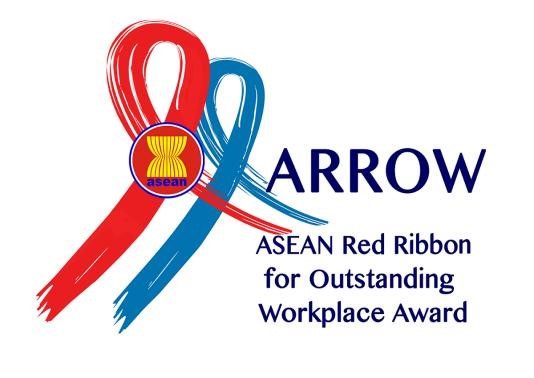 asean
ARROW
ASEAN Red Ribbon
for Outstanding
Workplace Award